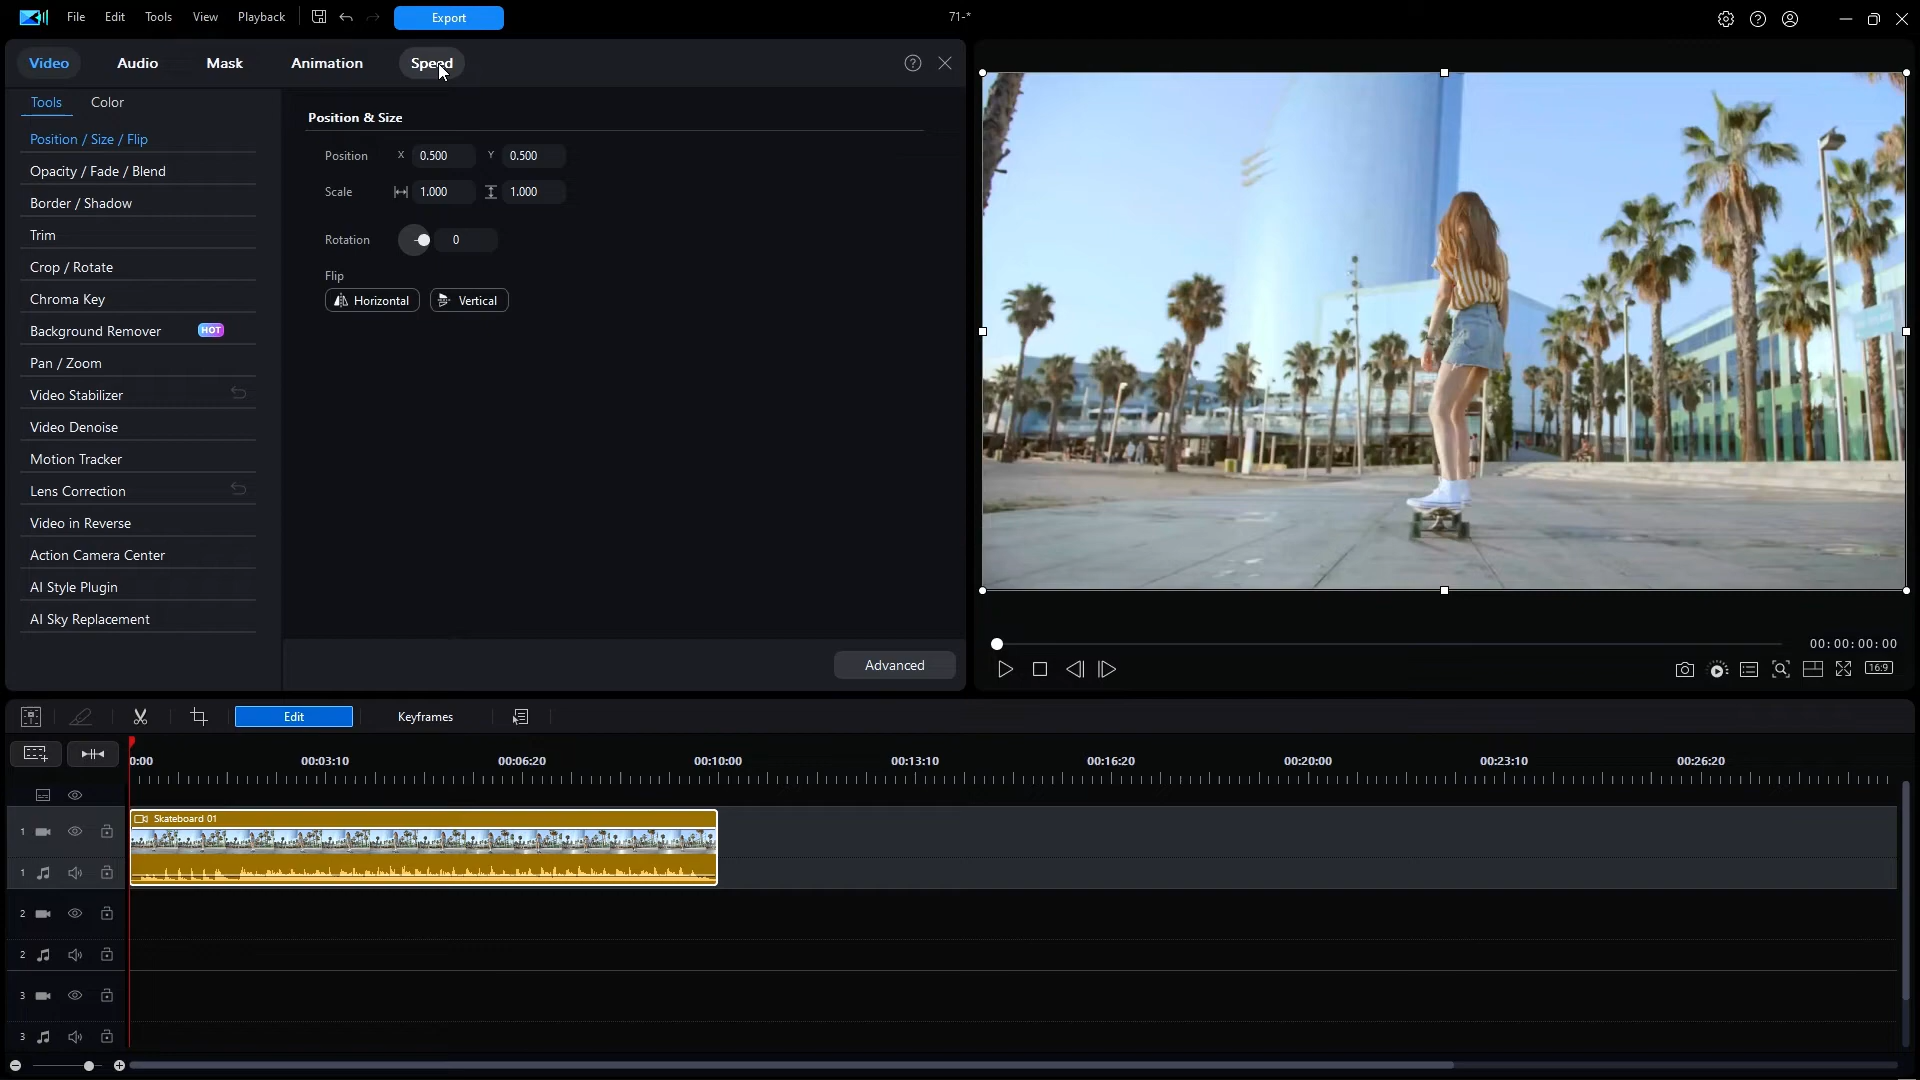 File Edit Tools View Playback Export 71-*
Video Audio Mask Animation Speed
Tools Color
Position / Size / Flip
Opacity / Fade / Blend
Border / Shadow
Trim
Crop / Rotate
Chroma Key
Background Remover HOT
Pan / Zoom
Video Stabilizer
Video Denoise
Motion Tracker
Lens Correction
Video in Reverse
Action Camera Center
AI Style Plugin
AI Sky Replacement
Position & Size
Position X 0.500 Y 0.500
Scale 1.000 1.000
Rotation 0
Flip
Horizontal Vertical
Advanced
00:00:00:00
16:9
Edit Keyframes
0:00 00:03:10 00:06:20 00:10:00 00:13:10 00:16:20 00:20:00 00:23:10 00:26:20
Skateboard 01
1
1
2
2
3
3